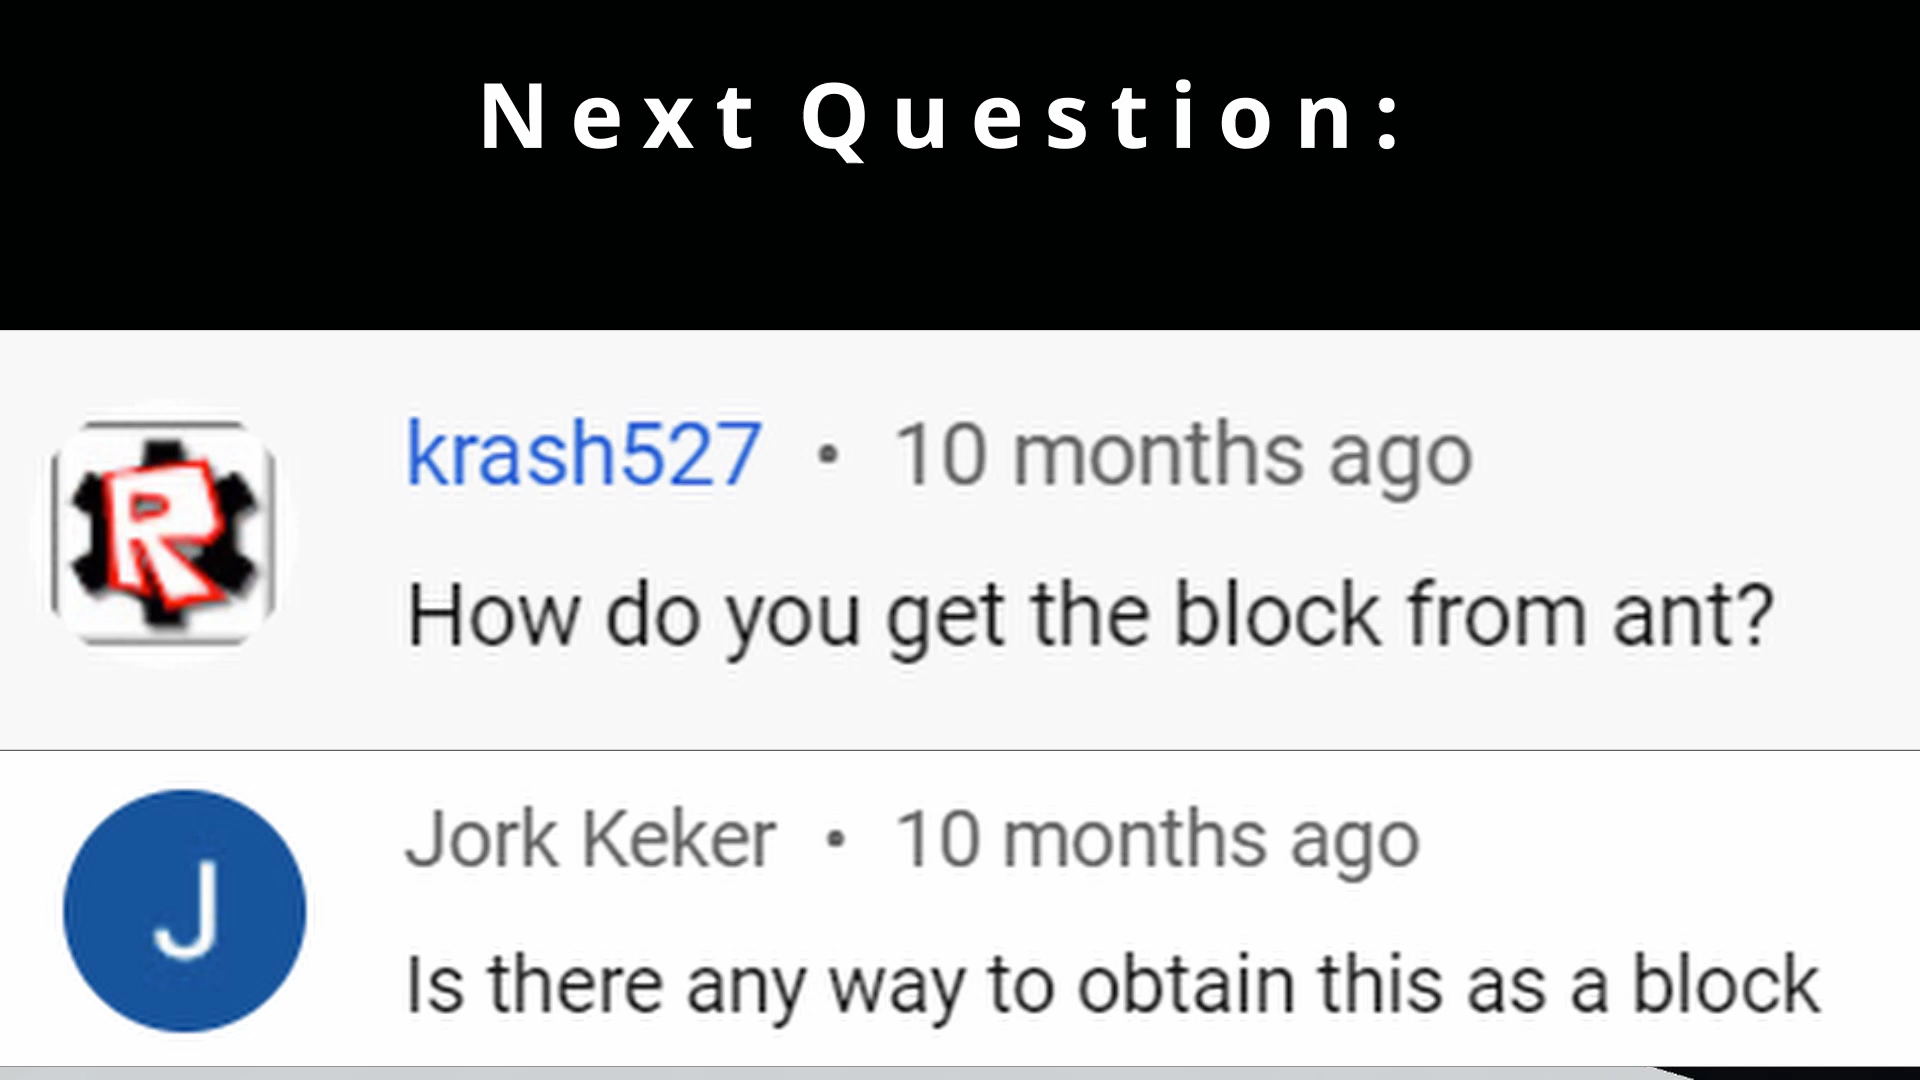 Next Question:
krash527 • 10 months ago
How do you get the block from ant?
J
Jork Keker • 10 months ago
Is there any way to obtain this as a block